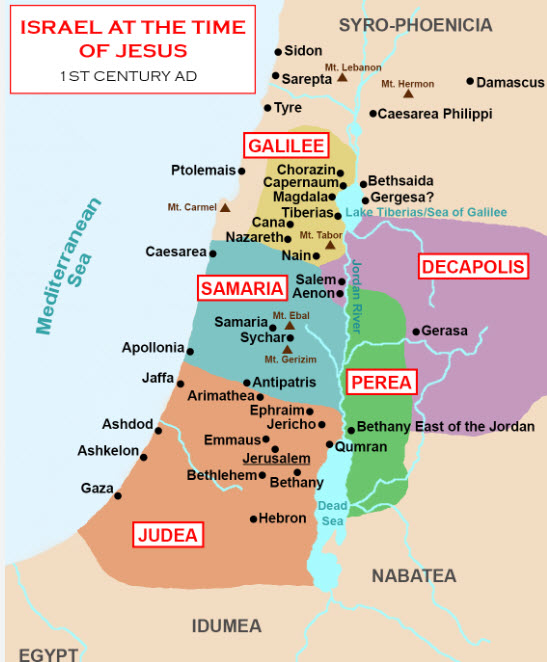 ISRAEL AT THE TIME
OF JESUS
1ST CENTURY AD
SYRO-PHOENICIA
Sidon
Mt. Lebanon
Sarepta
Mt. Hermon
Damascus
Tyre
Caesarea Philippi
GALILEE
Ptolemais
Chorazin
Capernaum
Bethsaida
Magdala
Gergesa?
Mt. Carmel
Tiberias
Lake Tiberias/Sea of Galilee
Cana
Nazareth
Mt. Tabor
Mediterranean
Sea
Caesarea
Nain
DECAPOLIS
Jordan River
SAMARIA
Salem
Aenon
Samaria
Mt. Ebal
Sychar
Gerasa
Mt. Gerizim
Apollonia
Jaffa
Antipatris
PEREA
Arimathea
Ephraim
Ashdod
Jericho
Bethany East of the Jordan
Emmaus
Qumran
Ashkelon
Jerusalem
Bethlehem
Bethany
Gaza
Dead
Sea
Hebron
JUDEA
NABATEA
IDUMEA
EGYPT